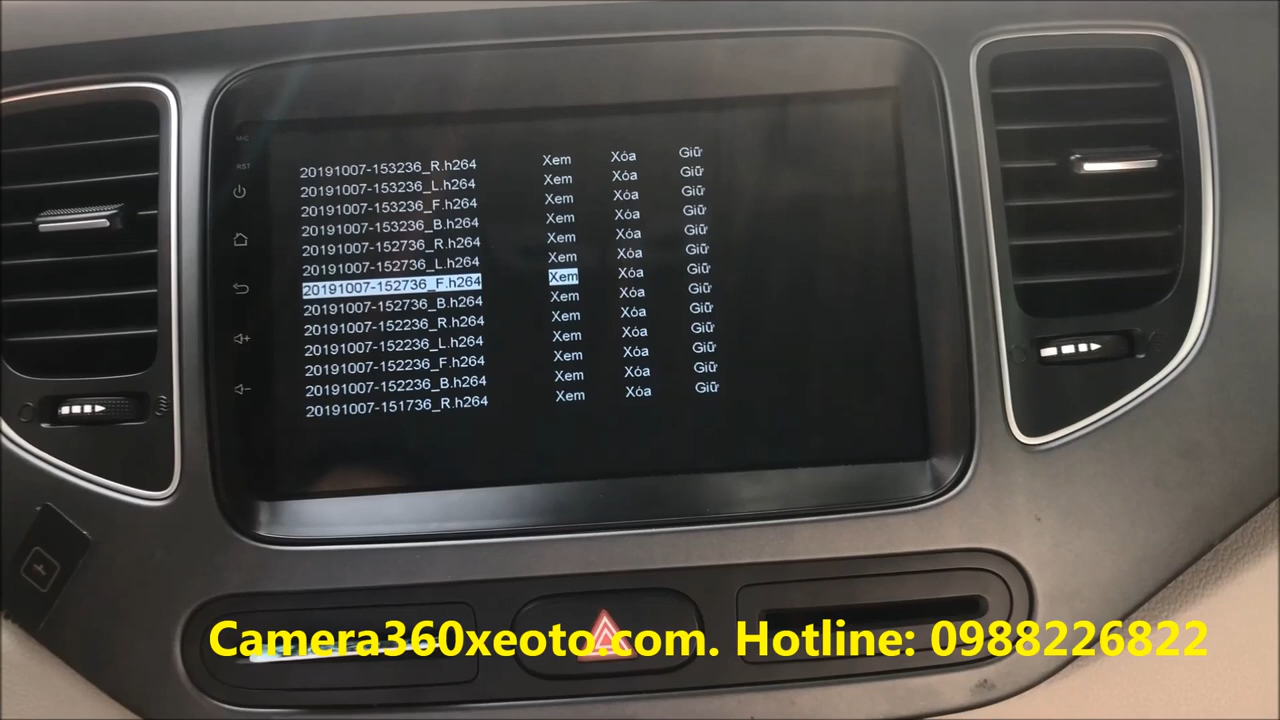 MIC
RST
20191007-153236_R.h264 Xem Xóa Giữ
20191007-153236_L.h264 Xem Xóa Giữ
20191007-153236_F.h264 Xem Xóa Giữ
20191007-153236_B.h264 Xem Xóa Giữ
20191007-152736_R.h264 Xem Xóa Giữ
20191007-152736_L.h264 Xem Xóa Giữ
20191007-152736_F.h264 Xem Xóa Giữ
20191007-152736_B.h264 Xem Xóa Giữ
20191007-152236_R.h264 Xem Xóa Giữ
20191007-152236_L.h264 Xem Xóa Giữ
20191007-152236_F.h264 Xem Xóa Giữ
20191007-152236_B.h264 Xem Xóa Giữ
20191007-151736_R.h264 Xem Xóa Giữ
Camera360xeoto.com. Hotline: 0988226822